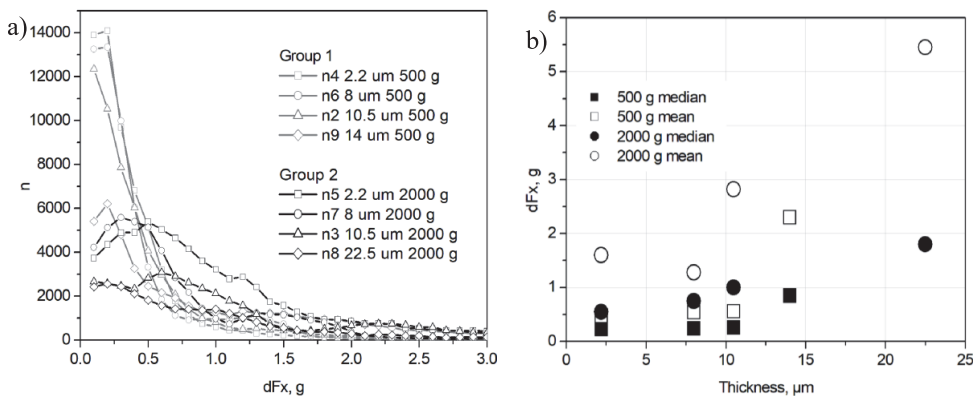 a)
14000
12000
10000
8000
6000
4000
2000
0
n
0.0
0.5
1.0
1.5
2.0
2.5
3.0
dFx, g
Group 1
n4 2.2 um 500 g
n6 8 um 500 g
n2 10.5 um 500 g
n9 14 um 500 g
Group 2
n5 2.2 um 2000 g
n7 8 um 2000 g
n3 10.5 um 2000 g
n8 22.5 um 2000 g
b)
6
5
4
3
2
1
0
dFx, g
500 g median
500 g mean
2000 g median
2000 g mean
0
5
10
15
20
25
Thickness, µm